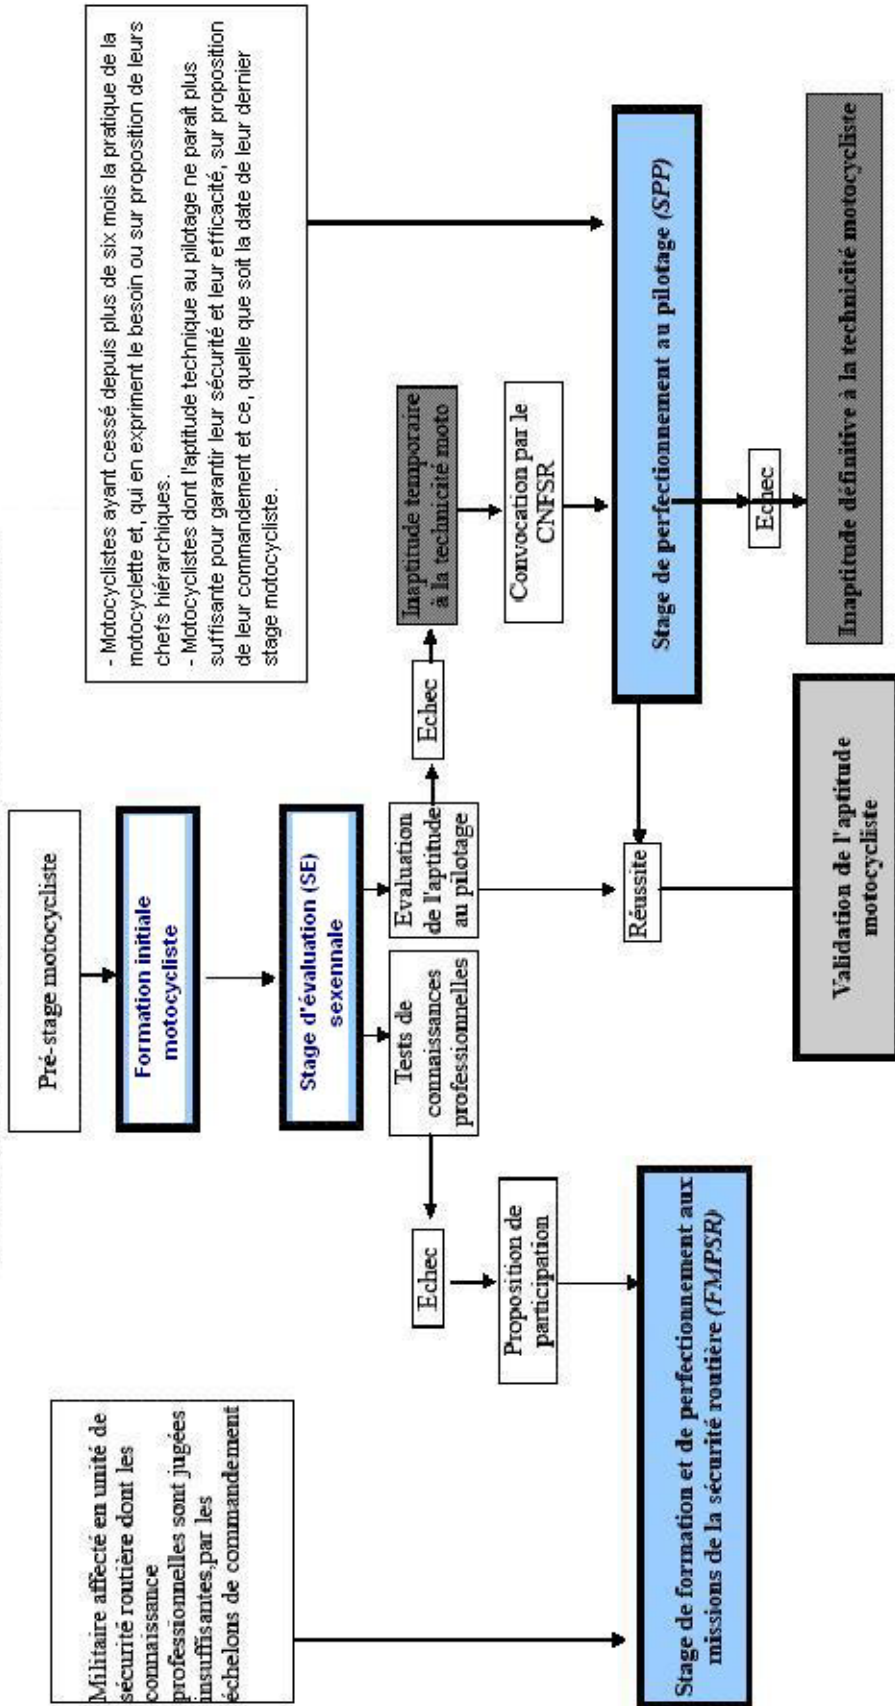 Pré-stage motocycliste
Formation initiale
motocycliste
Stage d'évaluation (SE)
sexennale
Tests de
connaissances
professionnelles
Evaluation
de l'aptitude
au pilotage
Militaire affecté en unité de
sécurité routière dont les
connaissance
professionnelles sont jugées
insuffisantes,par les
échelons de commandement
Echec
Proposition de
participation
Stage de formation et de perfectionnement aux
missions de la sécurité routière (FMPSR)
- Motocyclistes ayant cessé depuis plus de six mois la pratique de la
motocyclette et, qui en expriment le besoin ou sur proposition de leurs
chefs hiérarchiques.
- Motocyclistes dont l'aptitude technique au pilotage ne paraît plus
suffisante pour garantir leur sécurité et leur efficacité, sur proposition
de leur commandement et ce, quelle que soit la date de leur dernier
stage motocycliste.
Echec
Inaptitude temporaire
à la technicité moto
Convocation par le
CNFSR
Stage de perfectionnement au pilotage (SPP)
Réussite
Echec
Validation de l'aptitude
motocycliste
Inaptitude définitive à la technicité motocycliste